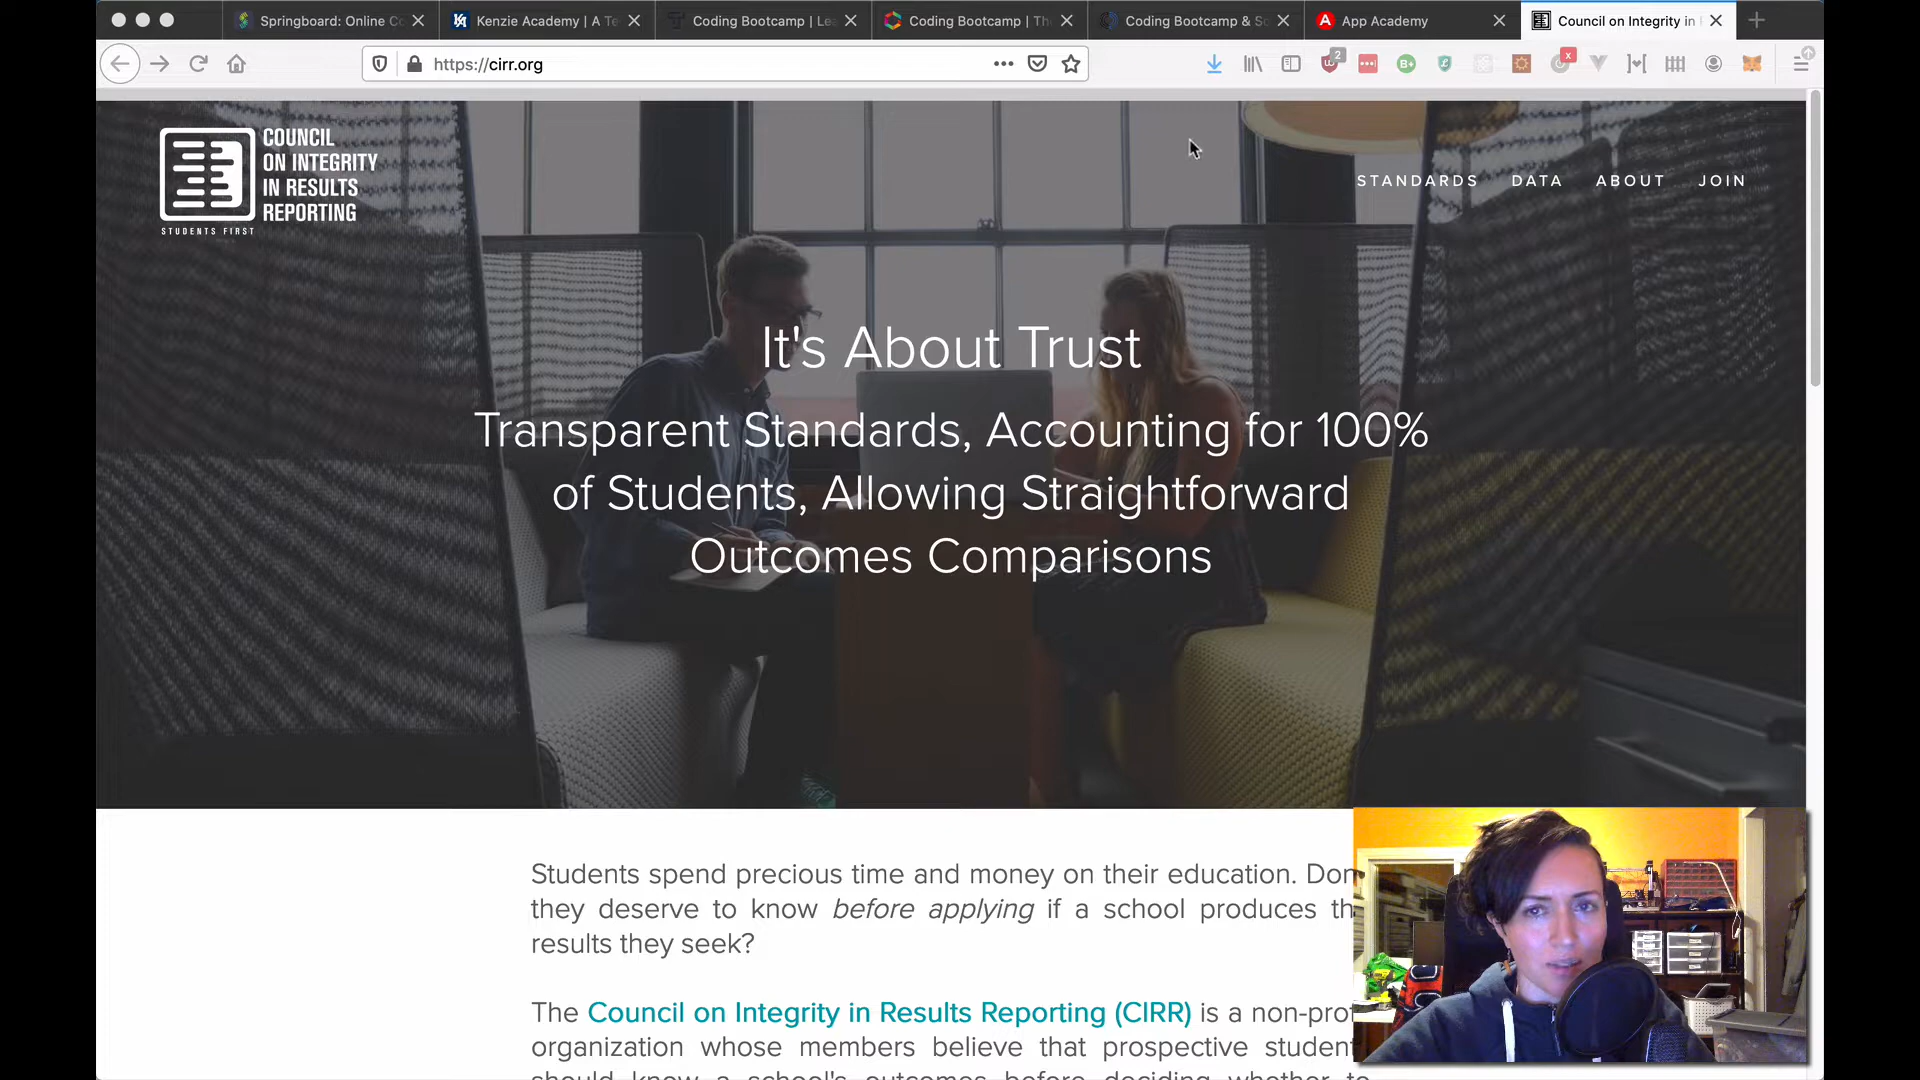 Springboard: Online C
Kenzie Academy | A Te
Coding Bootcamp | Lea
Coding Bootcamp | Th
Coding Bootcamp & So
App Academy
Council on Integrity in
https://cirr.org
2
x
COUNCIL
ON INTEGRITY
IN RESULTS
REPORTING
STUDENTS FIRST
STANDARDS DATA ABOUT JOIN
It's About Trust
Transparent Standards, Accounting for 100%
of Students, Allowing Straightforward
Outcomes Comparisons
Students spend precious time and money on their education. Don
they deserve to know before applying if a school produces th
results they seek?
The Council on Integrity in Results Reporting (CIRR) is a non-prof
organization whose members believe that prospective student
should know a school's outcomes before deciding whether to